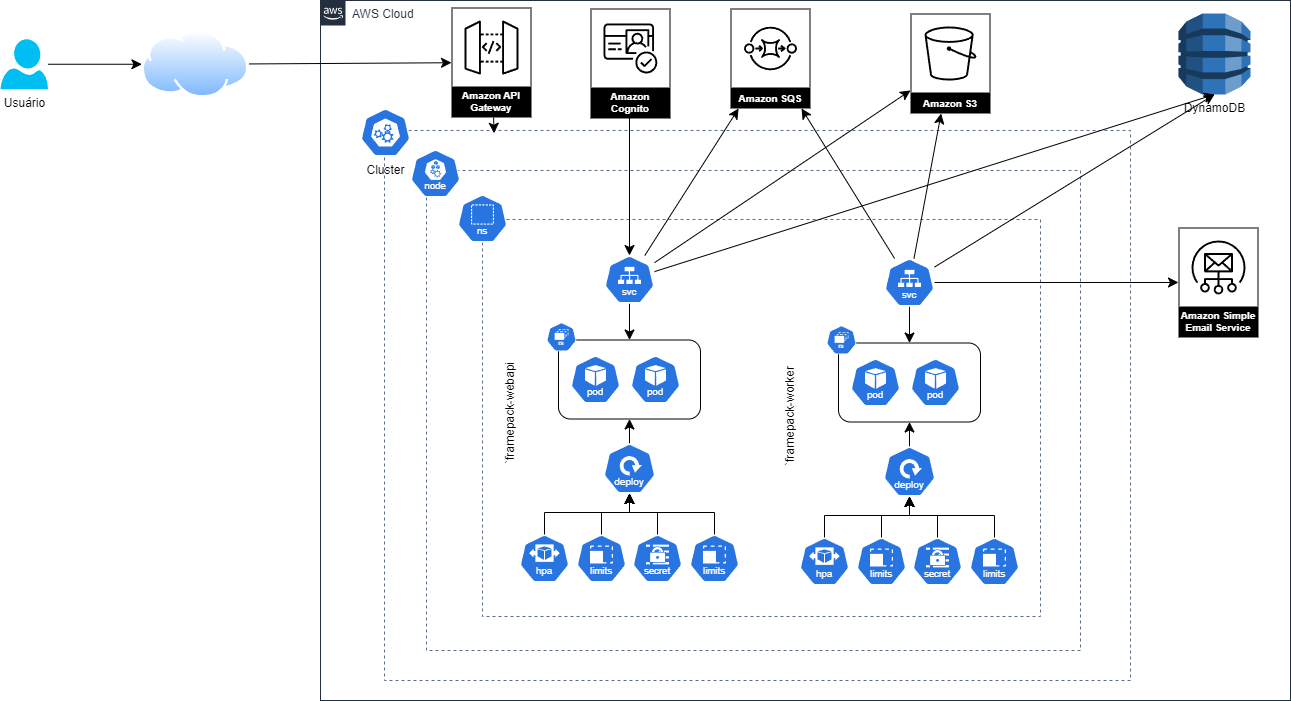 aws
AWS Cloud
Usuário
Amazon API
Gateway
Amazon
Cognito
Amazon SQS
Amazon S3
DynamoDB
Cluster
node
ns
svc
svc
Amazon Simple
Email Service
rs
rs
`framepack-webapi
pod
pod
`framepack-worker
pod
pod
deploy
deploy
hpa
limits
secret
limits
hpa
limits
secret
limits